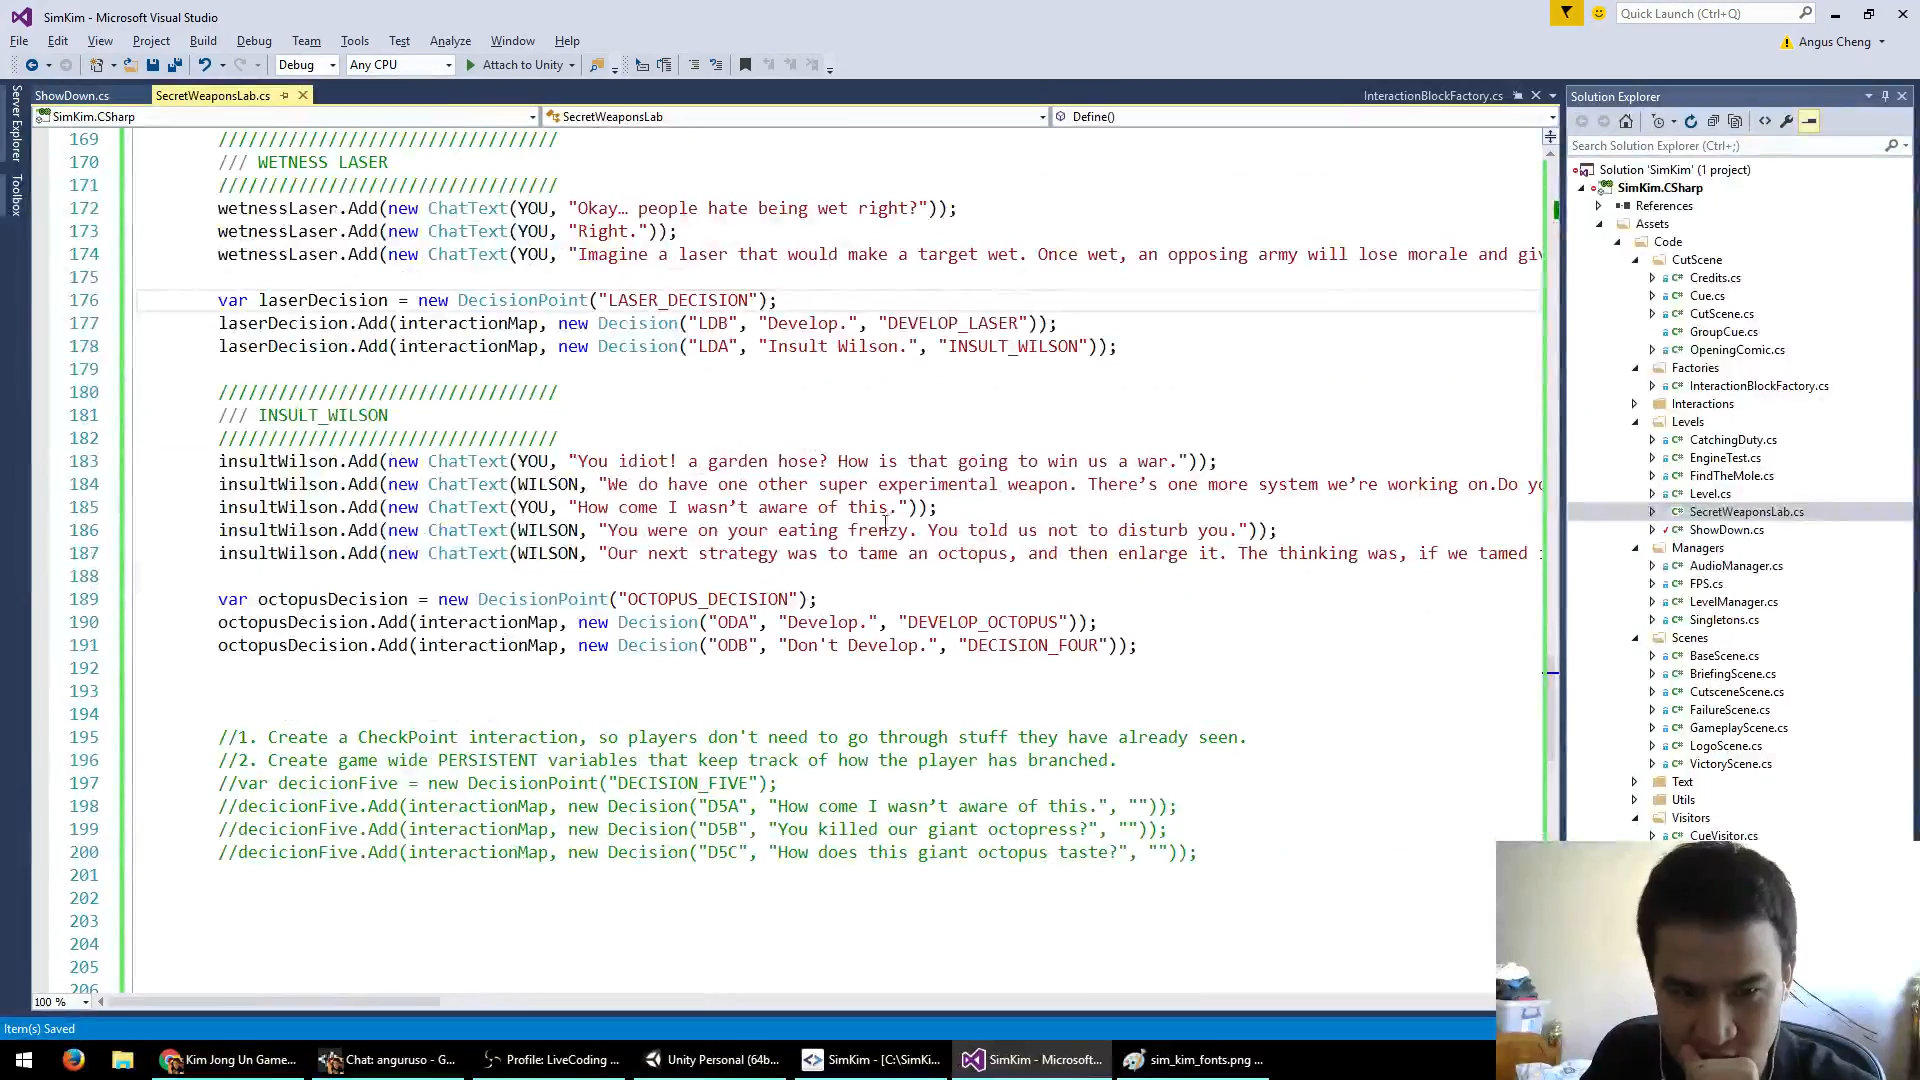 SimKim - Microsoft Visual Studio
Quick Launch (Ctrl+Q)
File Edit View Project Build Debug Team Tools Test Analyze Window Help
Angus Cheng
Debug Any CPU Attach to Unity
Server Explorer
Toolbox
ShowDown.cs SecretWeaponsLab.cs InteractionBlockFactory.cs
SimKim.CSharp SecretWeaponsLab Define()
169 //////////////////////////////////
170 /// WETNESS LASER
171 //////////////////////////////////
172 wetnessLaser.Add(new ChatText(YOU, "Okay… people hate being wet right?"));
173 wetnessLaser.Add(new ChatText(YOU, "Right."));
174 wetnessLaser.Add(new ChatText(YOU, "Imagine a laser that would make a target wet. Once wet, an opposing army will lose morale and giv
175
176 var laserDecision = new DecisionPoint("LASER_DECISION");
177 laserDecision.Add(interactionMap, new Decision("LDB", "Develop.", "DEVELOP_LASER"));
178 laserDecision.Add(interactionMap, new Decision("LDA", "Insult Wilson.", "INSULT_WILSON"));
179
180 //////////////////////////////////
181 /// INSULT_WILSON
182 //////////////////////////////////
183 insultWilson.Add(new ChatText(YOU, "You idiot! a garden hose? How is that going to win us a war."));
184 insultWilson.Add(new ChatText(WILSON, "We do have one other super experimental weapon. There’s one more system we’re working on.Do yo
185 insultWilson.Add(new ChatText(YOU, "How come I wasn’t aware of this."));
186 insultWilson.Add(new ChatText(WILSON, "You were on your eating frenzy. You told us not to disturb you."));
187 insultWilson.Add(new ChatText(WILSON, "Our next strategy was to tame an octopus, and then enlarge it. The thinking was, if we tamed i
188
189 var octopusDecision = new DecisionPoint("OCTOPUS_DECISION");
190 octopusDecision.Add(interactionMap, new Decision("ODA", "Develop.", "DEVELOP_OCTOPUS"));
191 octopusDecision.Add(interactionMap, new Decision("ODB", "Don't Develop.", "DECISION_FOUR"));
192
193
194
195 //1. Create a CheckPoint interaction, so players don't need to go through stuff they have already seen.
196 //2. Create game wide PERSISTENT variables that keep track of how the player has branched.
197 //var decicionFive = new DecisionPoint("DECISION_FIVE");
198 //decicionFive.Add(interactionMap, new Decision("D5A", "How come I wasn’t aware of this.", ""));
199 //decicionFive.Add(interactionMap, new Decision("D5B", "You killed our giant octopress?", ""));
200 //decicionFive.Add(interactionMap, new Decision("D5C", "How does this giant octopus taste?", ""));
201
202
203
204
205
206
100 %
Solution Explorer
Search Solution Explorer (Ctrl+;)
Solution 'SimKim' (1 project)
SimKim.CSharp
References
Assets
Code
CutScene
C# Credits.cs
C# Cue.cs
C# CutScene.cs
C# GroupCue.cs
C# OpeningComic.cs
Factories
C# InteractionBlockFactory.cs
Interactions
Levels
C# CatchingDuty.cs
C# EngineTest.cs
C# FindTheMole.cs
C# Level.cs
C# SecretWeaponsLab.cs
C# ShowDown.cs
Managers
C# AudioManager.cs
C# FPS.cs
C# LevelManager.cs
C# Singletons.cs
Scenes
C# BaseScene.cs
C# BriefingScene.cs
C# CutsceneScene.cs
C# FailureScene.cs
C# GameplayScene.cs
C# LogoScene.cs
C# VictoryScene.cs
Text
Utils
Visitors
C# CueVisitor.cs
Item(s) Saved
Kim Jong Un Game... Chat: anguruso - G... Profile: LiveCoding ... Unity Personal (64b... SimKim - [C:\SimKi... SimKim - Microsoft... sim_kim_fonts.png ...